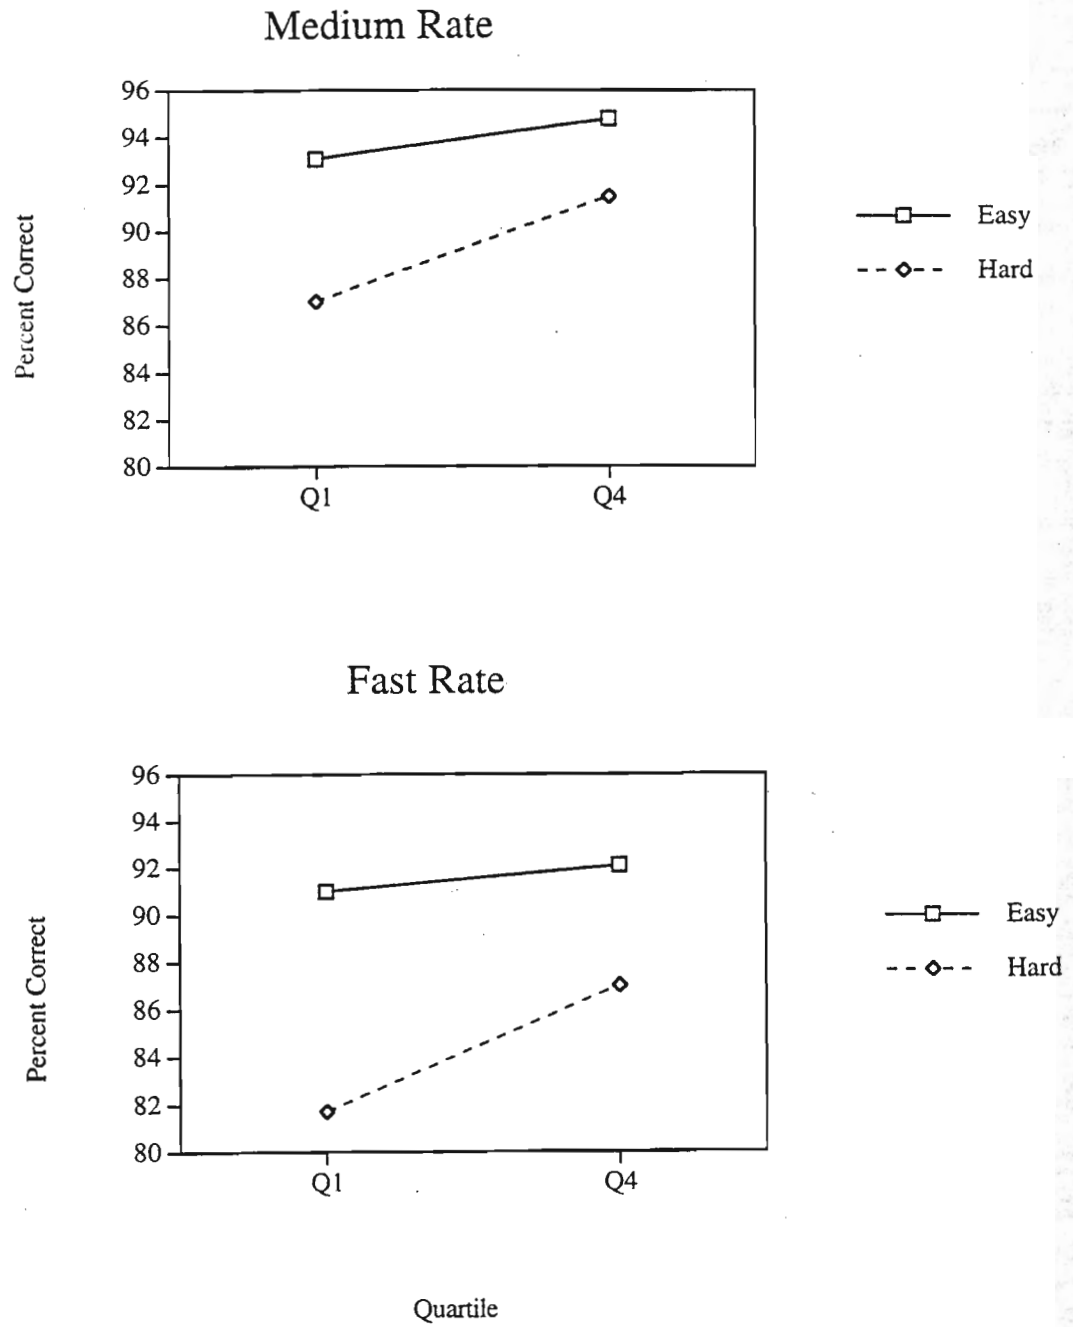 Medium Rate
96
94
92
90
88
86
84
82
80
Percent Correct
Q1 Q4
Easy
Hard
Fast Rate
96
94
92
90
88
86
84
82
80
Percent Correct
Q1 Q4
Easy
Hard
Quartile